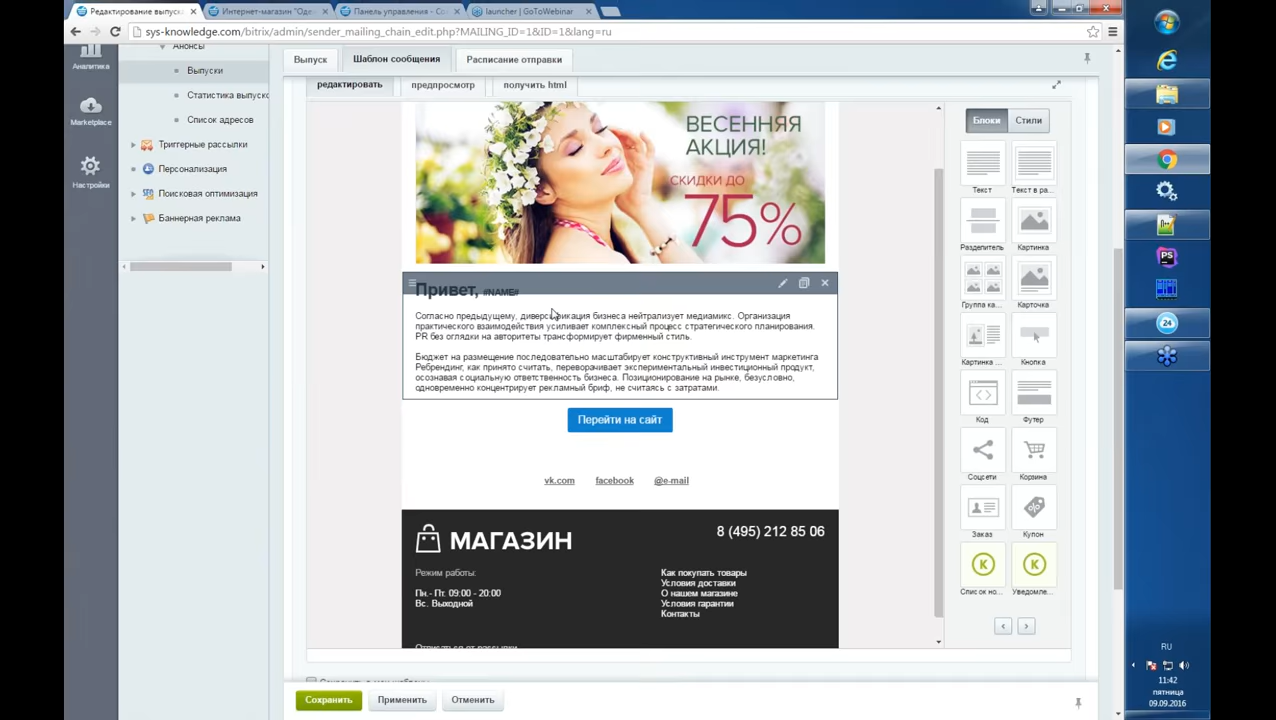 Редактирование выпуск
Интернет-магазин "Оде
Панель управления - Со
launcher | GoToWebinar
sys-knowledge.com/bitrix/admin/sender_mailing_chain_edit.php?MAILING_ID=1&ID=1&lang=ru
Аналитика
Marketplace
Настройки
Анонсы
Выпуски
Статистика выпуско
Список адресов
Триггерные рассылки
Персонализация
Поисковая оптимизация
Баннерная реклама
Выпуск
Шаблон сообщения
Расписание отправки
редактировать
предпросмотр
получить html
ВЕСЕННЯЯ
АКЦИЯ!
СКИДКИ ДО
75%
Привет, #NAME#
Согласно предыдущему, диверсификация бизнеса нейтрализует медиамикс. Организация
практического взаимодействия усиливает комплексный процесс стратегического планирования.
PR без оглядки на авторитеты трансформирует фирменный стиль.
Бюджет на размещение последовательно масштабирует конструктивный инструмент маркетинга
Ребрендинг, как принято считать, переворачивает экспериментальный инвестиционный продукт,
осознавая социальную ответственность бизнеса. Позиционирование на рынке, безусловно,
одновременно концентрирует рекламный бриф, не считаясь с затратами.
Перейти на сайт
vk.com
facebook
@e-mail
МАГАЗИН
8 (495) 212 85 06
Режим работы:
Пн.- Пт. 09:00 - 20:00
Вс. Выходной
Как покупать товары
Условия доставки
О нашем магазине
Условия гарантии
Контакты
Отписаться от рассылки
Блоки
Стили
Текст
Текст в ра...
Разделитель
Картинка
Группа ка...
Карточка
Картинка ...
Кнопка
Код
Футер
Соцсети
Корзина
Заказ
Купон
Список но...
Уведомле...
Сохранить
Применить
Отменить
24
PS
RU
11:42
пятница
09.09.2016